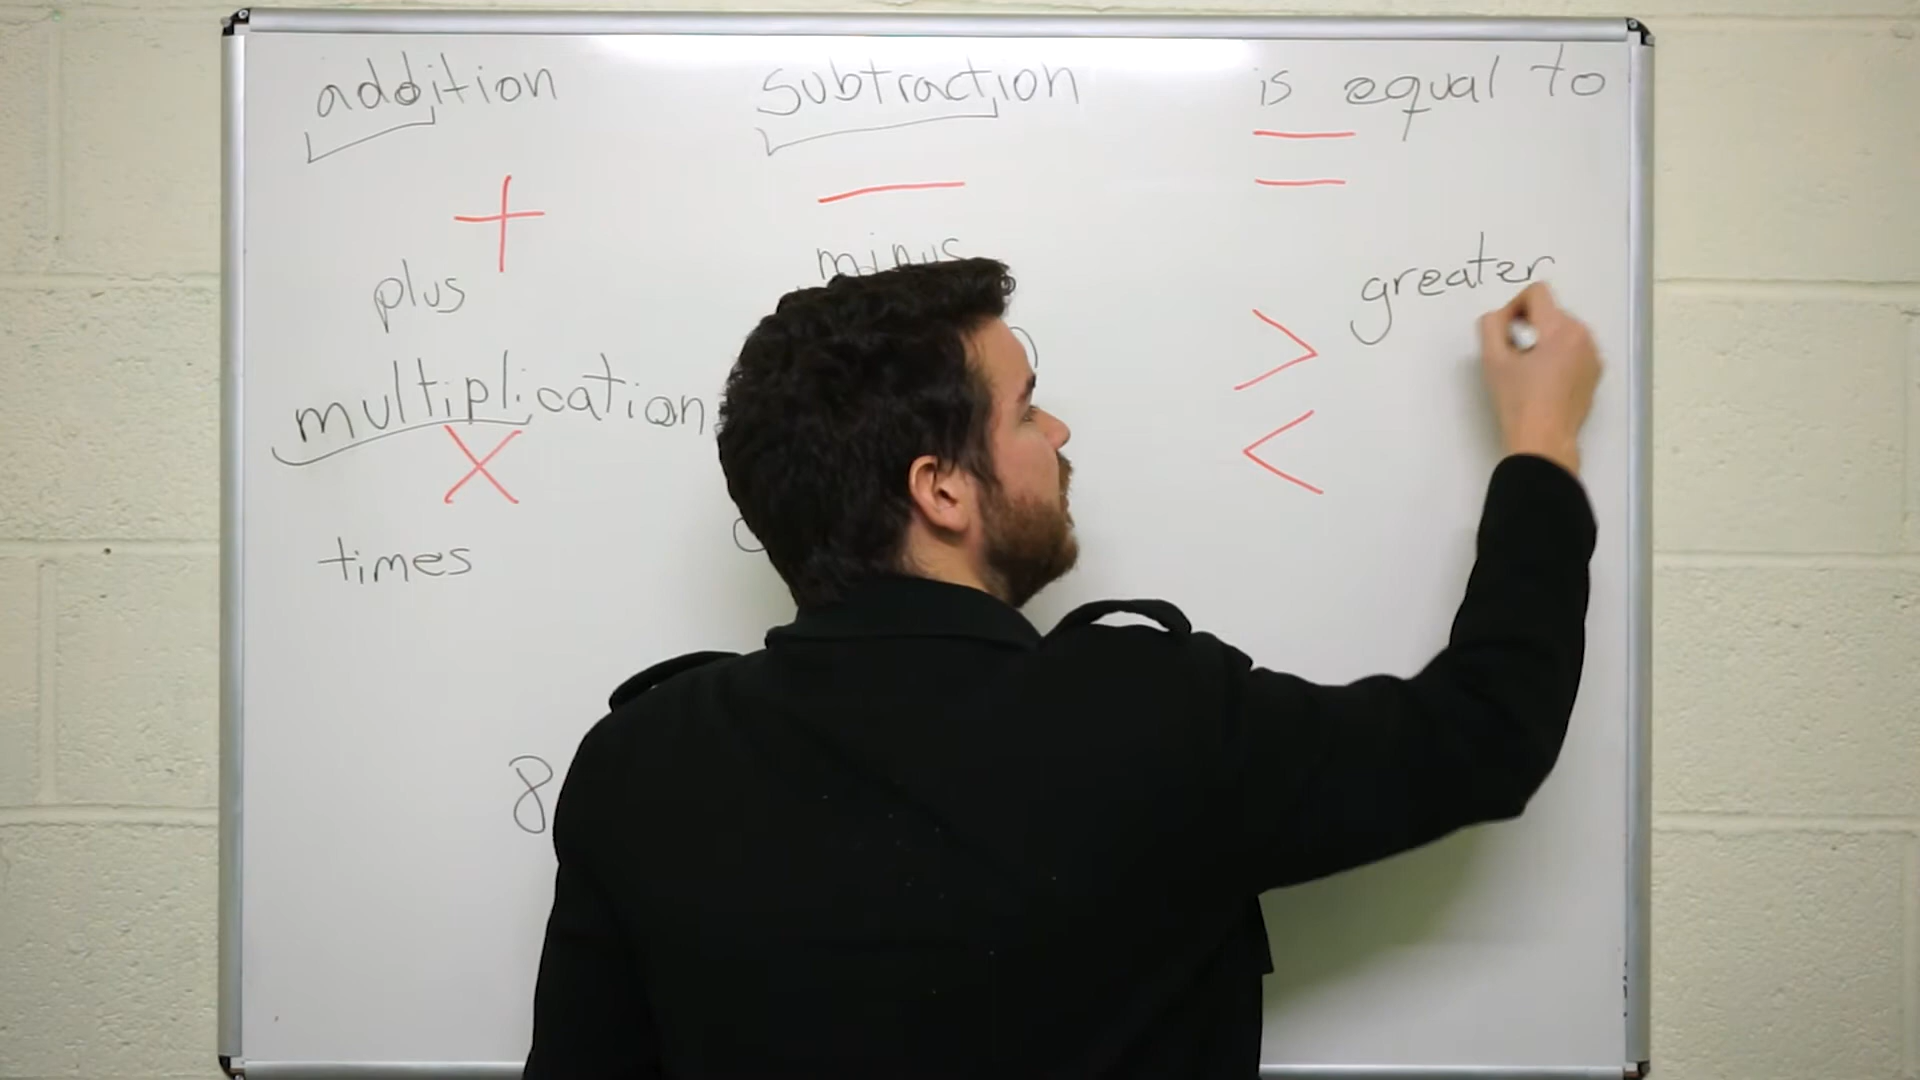 addition
subtraction
is equal to
+
—
=
plus
minus
greater
>
multiplication
<
×
times
8